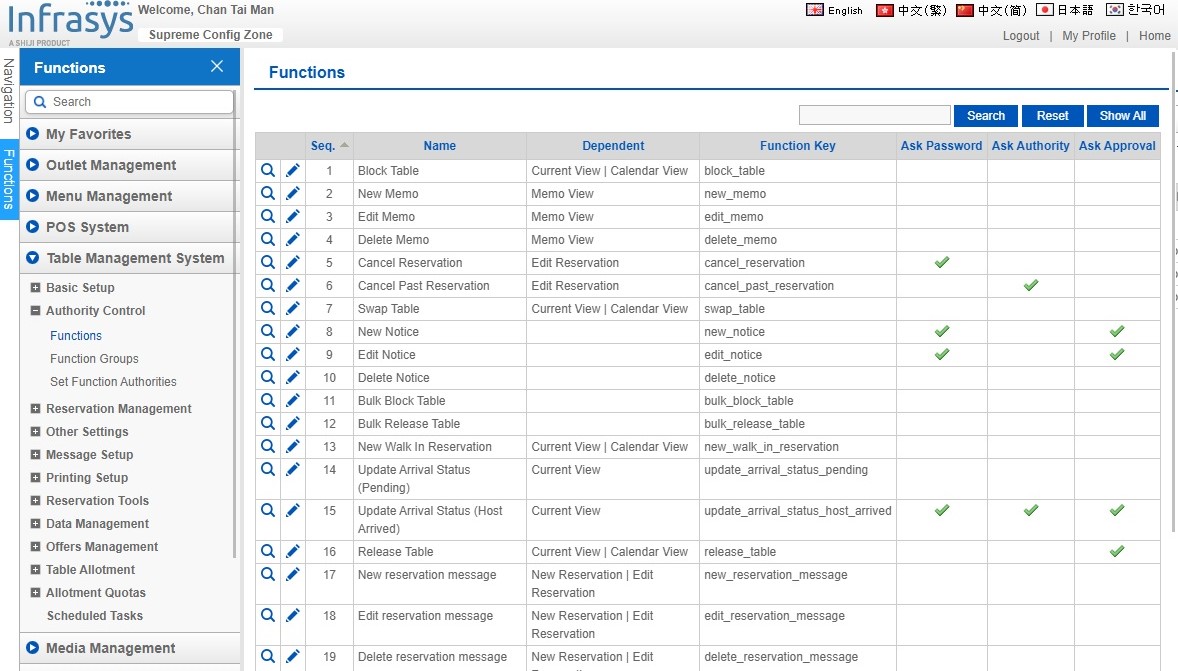 Infrasys
A SHIJI PRODUCT
Welcome, Chan Tai Man
Supreme Config Zone
English 中文(繁) 中文(简) 日本語 한국어
Logout | My Profile | Home
Navigation
Functions
Functions
Search
My Favorites
Outlet Management
Menu Management
POS System
Table Management System
Basic Setup
Authority Control
Functions
Function Groups
Set Function Authorities
Reservation Management
Other Settings
Message Setup
Printing Setup
Reservation Tools
Data Management
Offers Management
Table Allotment
Allotment Quotas
Scheduled Tasks
Media Management
Functions
Search Reset Show All
Seq. Name Dependent Function Key Ask Password Ask Authority Ask Approval
1 Block Table Current View | Calendar View block_table
2 New Memo Memo View new_memo
3 Edit Memo Memo View edit_memo
4 Delete Memo Memo View delete_memo
5 Cancel Reservation Edit Reservation cancel_reservation
6 Cancel Past Reservation Edit Reservation cancel_past_reservation
7 Swap Table Current View | Calendar View swap_table
8 New Notice new_notice
9 Edit Notice edit_notice
10 Delete Notice delete_notice
11 Bulk Block Table bulk_block_table
12 Bulk Release Table bulk_release_table
13 New Walk In Reservation Current View | Calendar View new_walk_in_reservation
14 Update Arrival Status Current View update_arrival_status_pending
(Pending)
15 Update Arrival Status (Host Current View update_arrival_status_host_arrived
Arrived)
16 Release Table Current View | Calendar View release_table
17 New reservation message New Reservation | Edit new_reservation_message
Reservation
18 Edit reservation message New Reservation | Edit edit_reservation_message
Reservation
19 Delete reservation message New Reservation | Edit delete_reservation_message